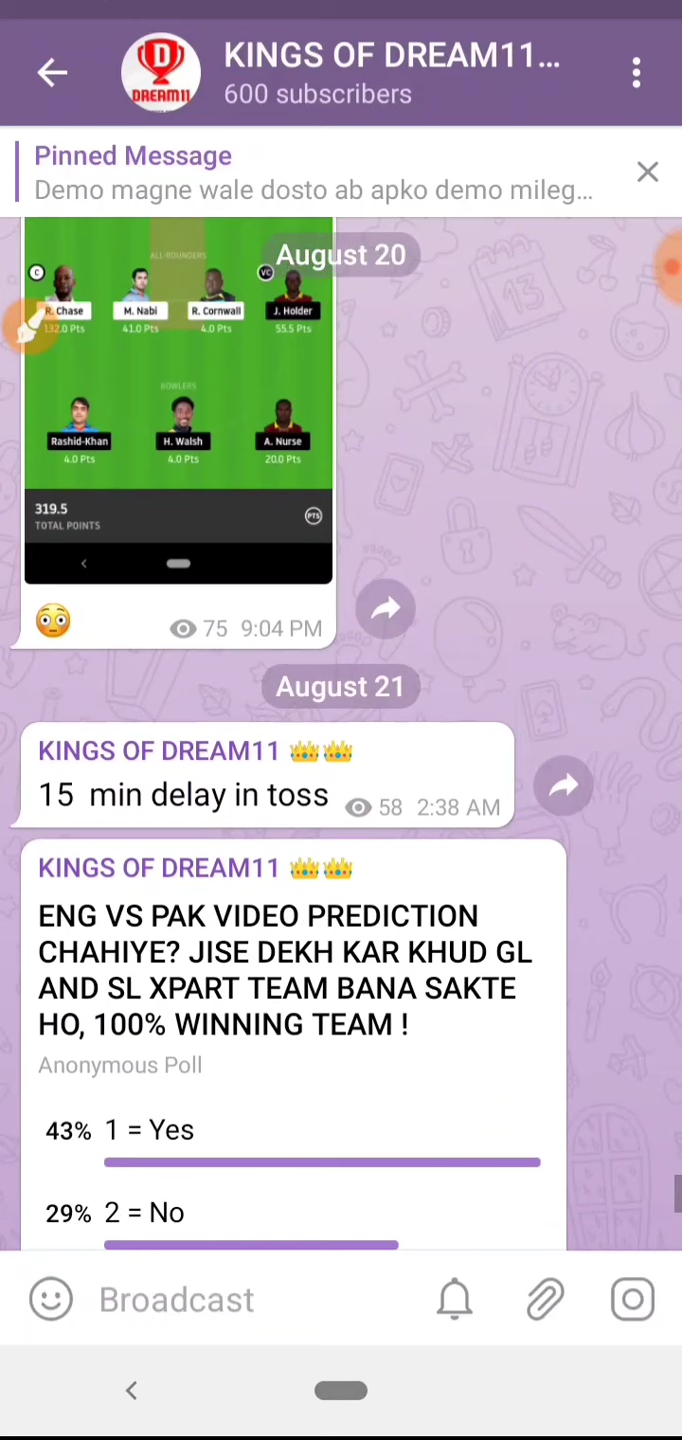 KINGS OF DREAM11...
600 subscribers
DREAM11
Pinned Message
Demo magne wale dosto ab apko demo mileg...
August 20
ALL-ROUNDERS
C
VC
R. Chase
M. Nabi
R. Cornwall
J. Holder
132.0 Pts
41.0 Pts
4.0 Pts
55.5 Pts
BOWLERS
Rashid-Khan
H. Walsh
A. Nurse
4.0 Pts
4.0 Pts
20.0 Pts
319.5
TOTAL POINTS
PTS
75 9:04 PM
August 21
KINGS OF DREAM11 👑👑
15 min delay in toss
58 2:38 AM
KINGS OF DREAM11 👑👑
ENG VS PAK VIDEO PREDICTION
CHAHIYE? JISE DEKH KAR KHUD GL
AND SL XPART TEAM BANA SAKTE
HO, 100% WINNING TEAM !
Anonymous Poll
43% 1 = Yes
29% 2 = No
Broadcast